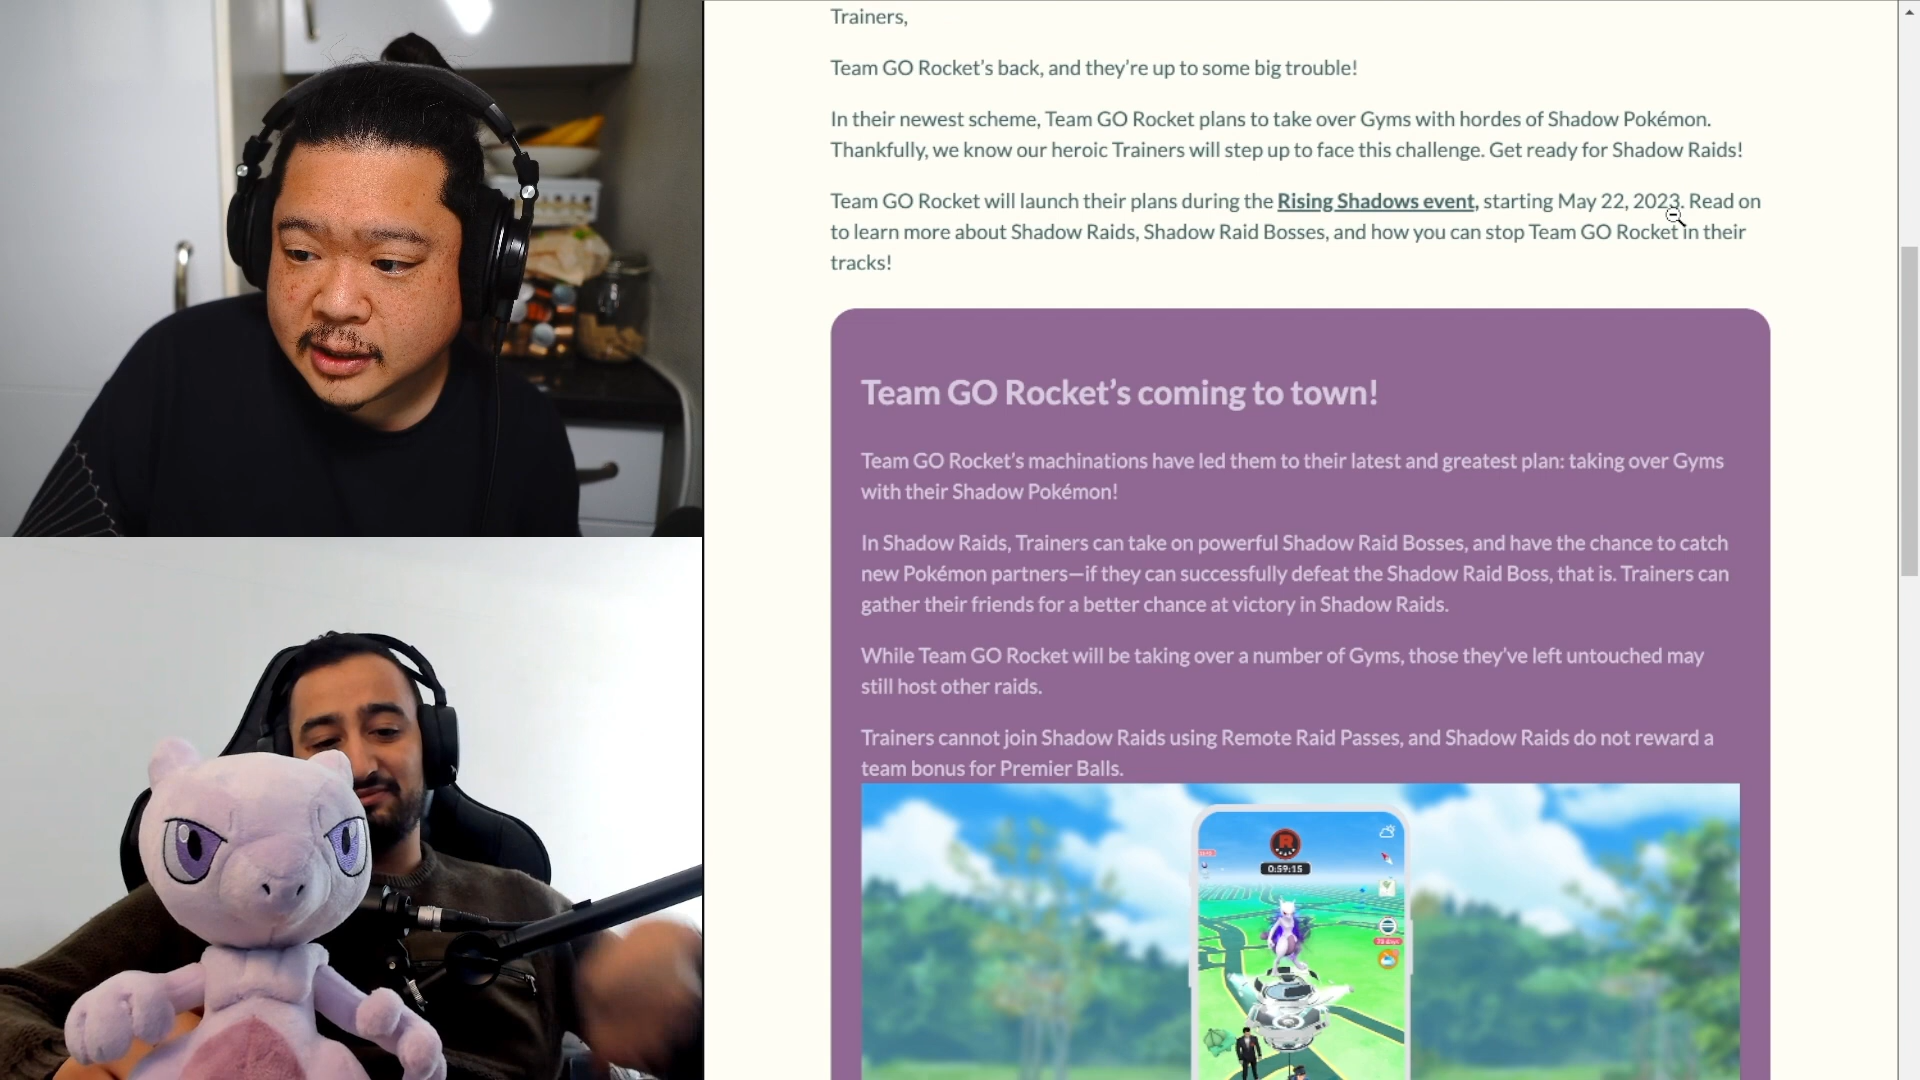 Trainers,
Team GO Rocket’s back, and they’re up to some big trouble!
In their newest scheme, Team GO Rocket plans to take over Gyms with hordes of Shadow Pokémon.
Thankfully, we know our heroic Trainers will step up to face this challenge. Get ready for Shadow Raids!
Team GO Rocket will launch their plans during the Rising Shadows event, starting May 22, 2023. Read on
to learn more about Shadow Raids, Shadow Raid Bosses, and how you can stop Team GO Rocket in their
tracks!
Team GO Rocket’s coming to town!
Team GO Rocket’s machinations have led them to their latest and greatest plan: taking over Gyms
with their Shadow Pokémon!
In Shadow Raids, Trainers can take on powerful Shadow Raid Bosses, and have the chance to catch
new Pokémon partners—if they can successfully defeat the Shadow Raid Boss, that is. Trainers can
gather their friends for a better chance at victory in Shadow Raids.
While Team GO Rocket will be taking over a number of Gyms, those they’ve left untouched may
still host other raids.
Trainers cannot join Shadow Raids using Remote Raid Passes, and Shadow Raids do not reward a
team bonus for Premier Balls.
R
0:59:15